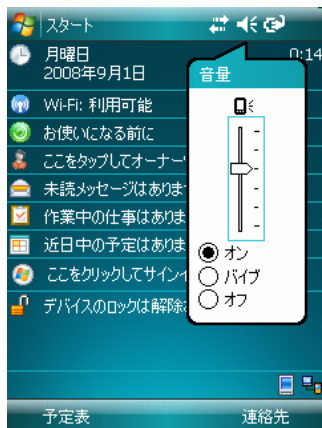 スタート
月曜日
0:14
2008年9月1日
音量
Wi-Fi: 利用可能
お使いになる前に
ここをタップしてオーナー
未読メッセージはありま
作業中の仕事はありま
近日中の予定はありま
オン
ここをクリックしてサインイ
バイブ
デバイスのロックは解除
オフ
予定表
連絡先